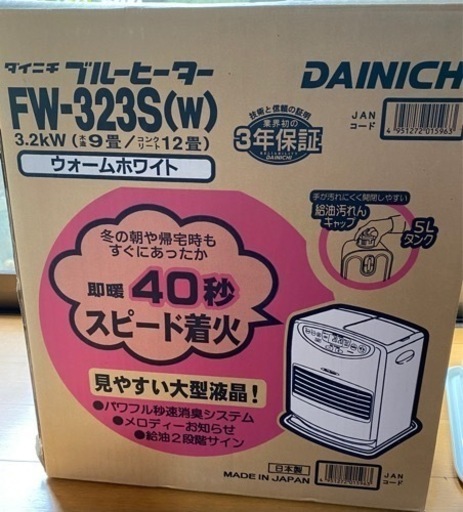 ダイニチ ブルーヒーター
FW-323S(W)
3.2kW(木造9畳/コンクリート12畳)
ウォームホワイト
DAINICH
JAN
コード
4 951272 015963
技術と信頼の証明
業界初の
3年保証
DAINICHI
手が汚れにくく開閉しやすい
給油汚れん
キャップ
5L
タンク
冬の朝や帰宅時も
すぐにあったか
即暖 40秒
スピード着火
見やすい大型液晶!
●パワフル秒速消臭システム
●メロディーお知らせ
●給油2段階サイン
日本製
MADE IN JAPAN
JAN
コード
4 951272 015963